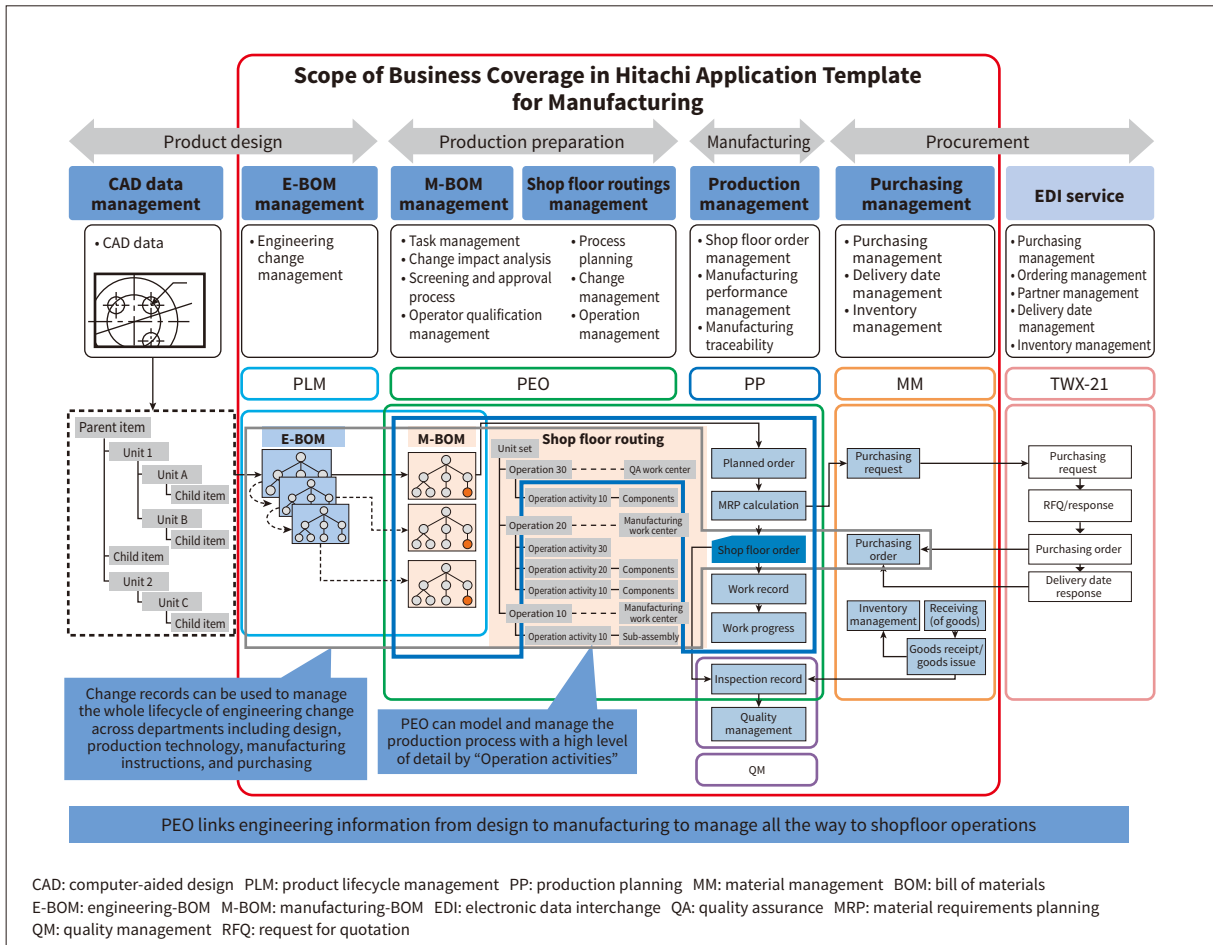 Scope of Business Coverage in Hitachi Application Template
for Manufacturing
Product design
Production preparation
Manufacturing
Procurement
CAD data
management
E-BOM
management
M-BOM
management
Shop floor routings
management
Production
management
Purchasing
management
EDI service
• CAD data
• Engineering
change
management
• Task management
• Change impact analysis
• Screening and approval
process
• Operator qualification
management
• Process
planning
• Change
management
• Operation
management
• Shop floor order
management
• Manufacturing
performance
management
• Manufacturing
traceability
• Purchasing
management
• Delivery date
management
• Inventory
management
• Purchasing
management
• Ordering management
• Partner management
• Delivery date
management
• Inventory management
PLM
PEO
PP
MM
TWX-21
Parent item
Unit 1
Unit A
Child item
Unit B
Child item
Child item
Unit 2
Unit C
Child item
E-BOM
M-BOM
Shop floor routing
Unit set
Operation 30
QA work center
Operation activity 10
Components
Operation 20
Manufacturing
work center
Operation activity 30
Operation activity 20
Components
Operation activity 10
Components
Operation 10
Manufacturing
work center
Operation activity 10
Sub-assembly
Planned order
MRP calculation
Shop floor order
Work record
Work progress
Inspection record
Quality
management
QM
Purchasing
request
Purchasing
order
Inventory
management
Receiving
(of goods)
Goods receipt/
goods issue
Purchasing
request
RFQ/response
Purchasing order
Delivery date
response
Change records can be used to manage
the whole lifecycle of engineering change
across departments including design,
production technology, manufacturing
instructions, and purchasing
PEO can model and manage the
production process with a high level
of detail by “Operation activities”
PEO links engineering information from design to manufacturing to manage all the way to shopfloor operations
CAD: computer-aided design PLM: product lifecycle management PP: production planning MM: material management BOM: bill of materials
E-BOM: engineering-BOM M-BOM: manufacturing-BOM EDI: electronic data interchange QA: quality assurance MRP: material requirements planning
QM: quality management RFQ: request for quotation